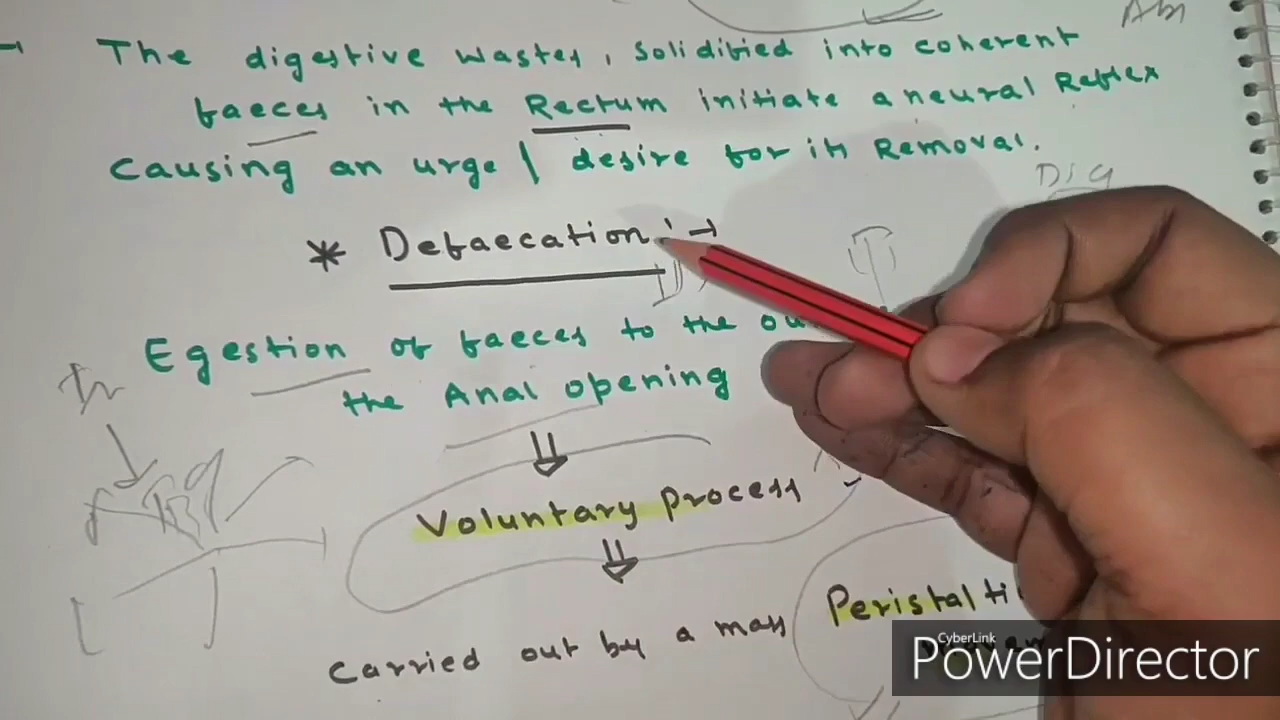 The digestive wastes, solidified into coherent
faeces in the Rectum initiate a neural Reflex
causing an urge / desire for its Removal.
* Defaecation :-
Egestion of faeces to the
the Anal opening
Voluntary process
carried out by a mass
CyberLink
PowerDirector